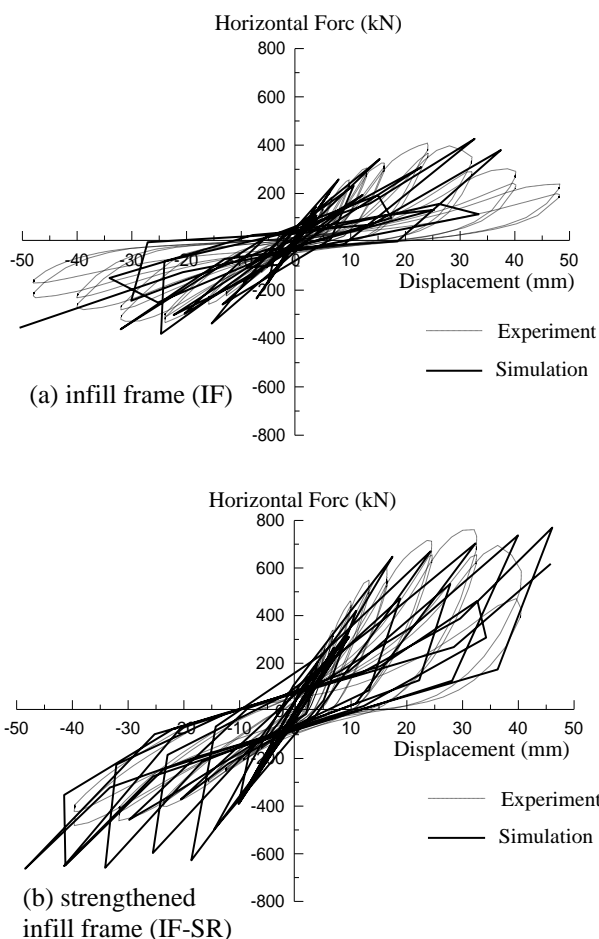 Horizontal Forc (kN)
800
600
400
200
0
-50 -40 -30 -20 -10 0 10 20 30 40 50
-200
Displacement (mm)
-400
Experiment
Simulation
(a) infill frame (IF)
-600
-800
Horizontal Forc (kN)
800
600
400
200
0
-50 -40 -30 -20 -10 0 10 20 30 40 50
Displacement (mm)
-200
-400
Experiment
-600
Simulation
-800
(b) strengthened
infill frame (IF-SR)